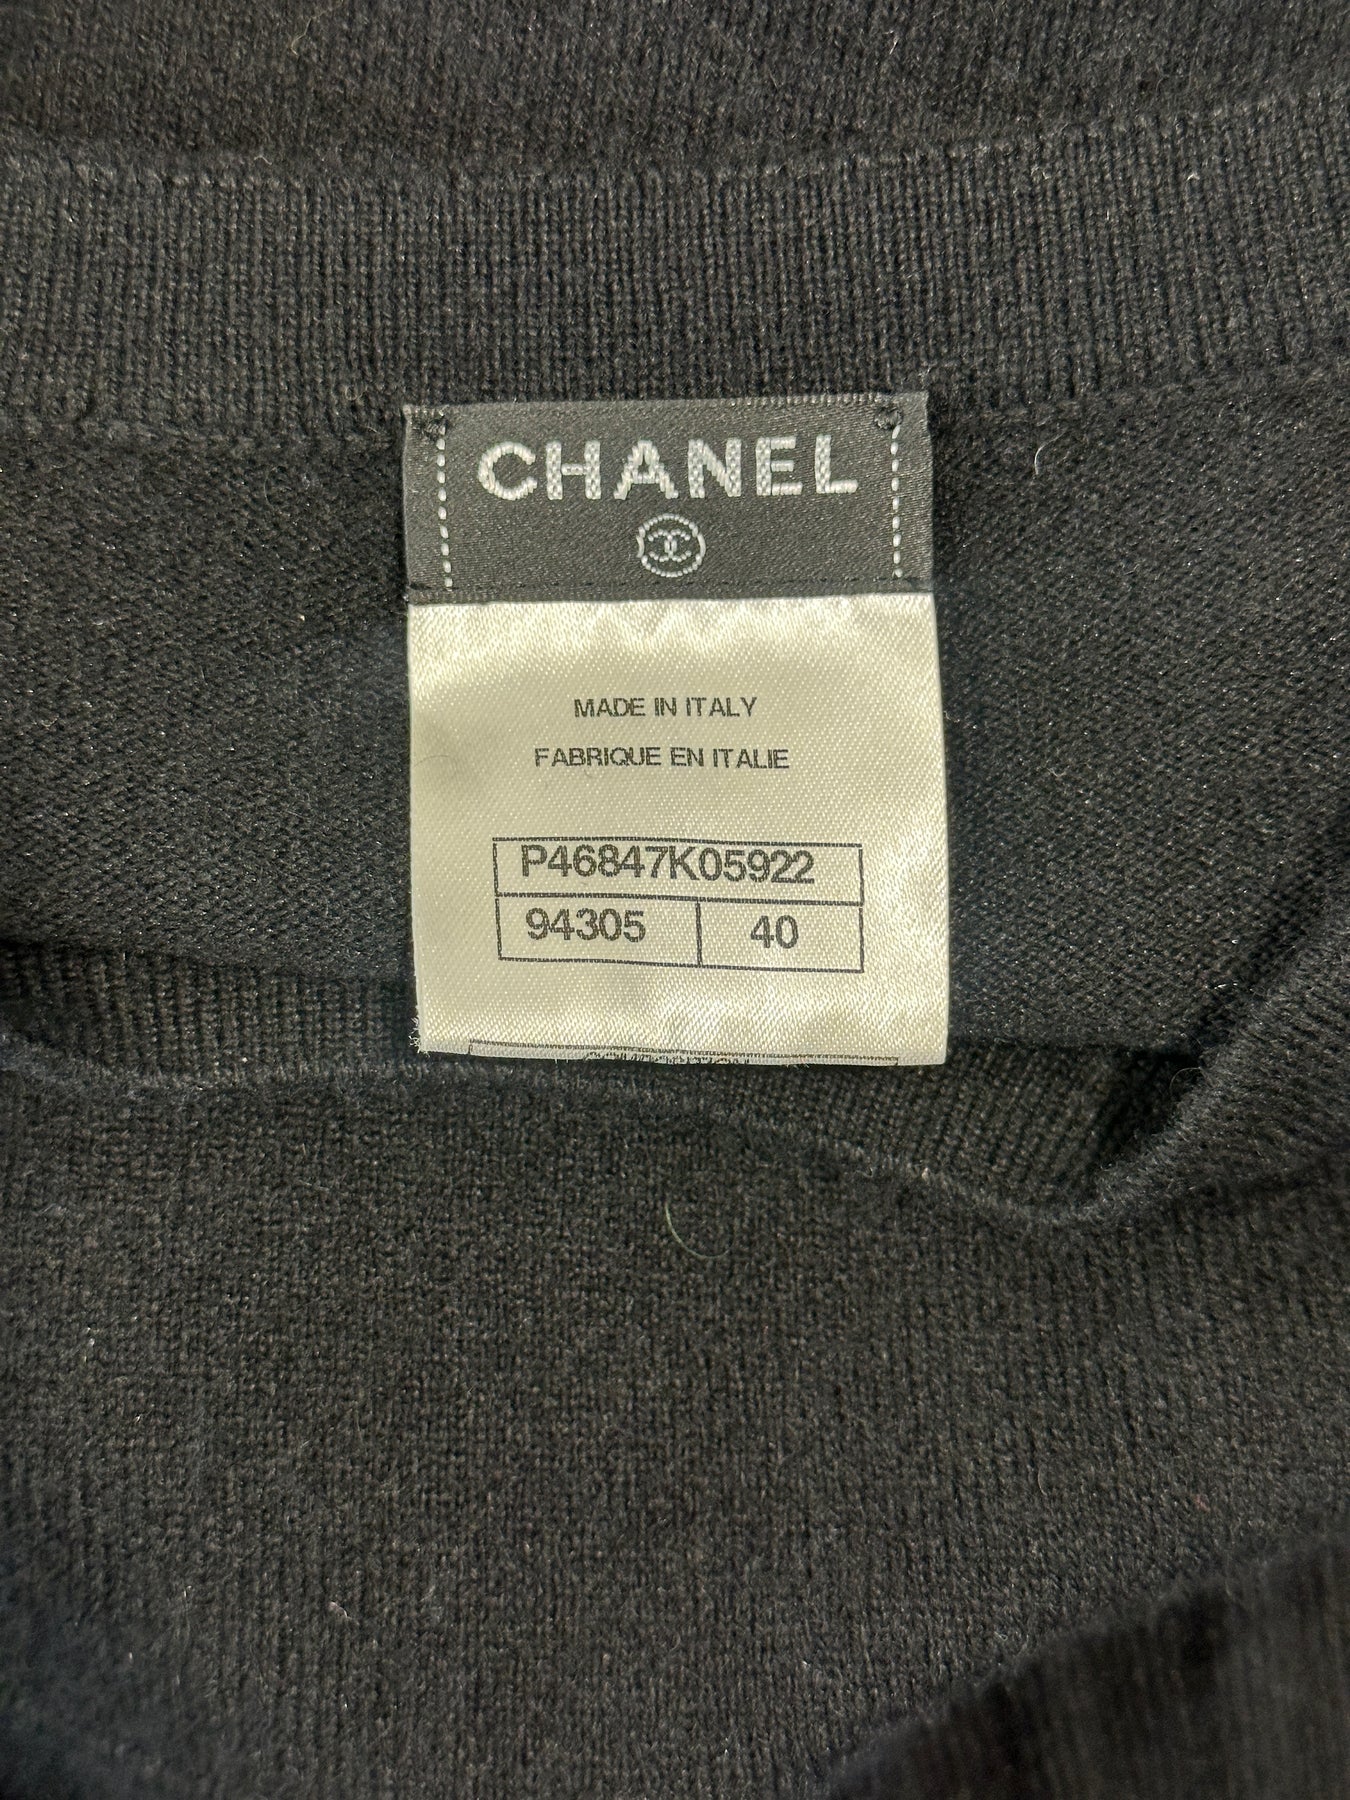 CHANEL
MADE IN ITALY
FABRIQUE EN ITALIE
P46847K05922
94305 40